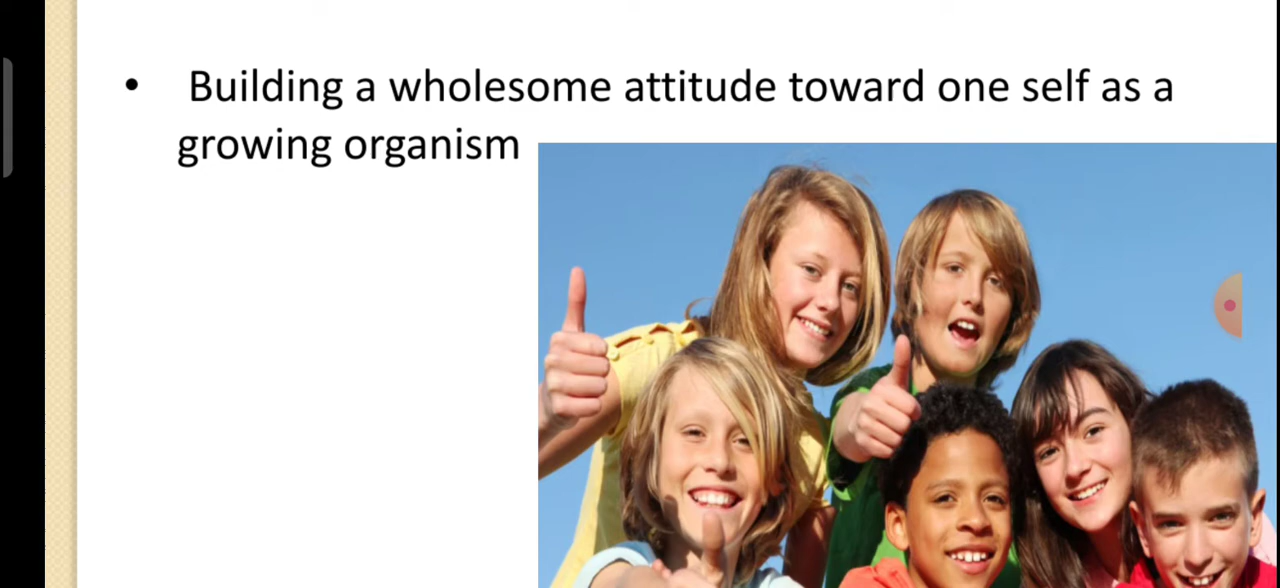 • Building a wholesome attitude toward one self as a
growing organism